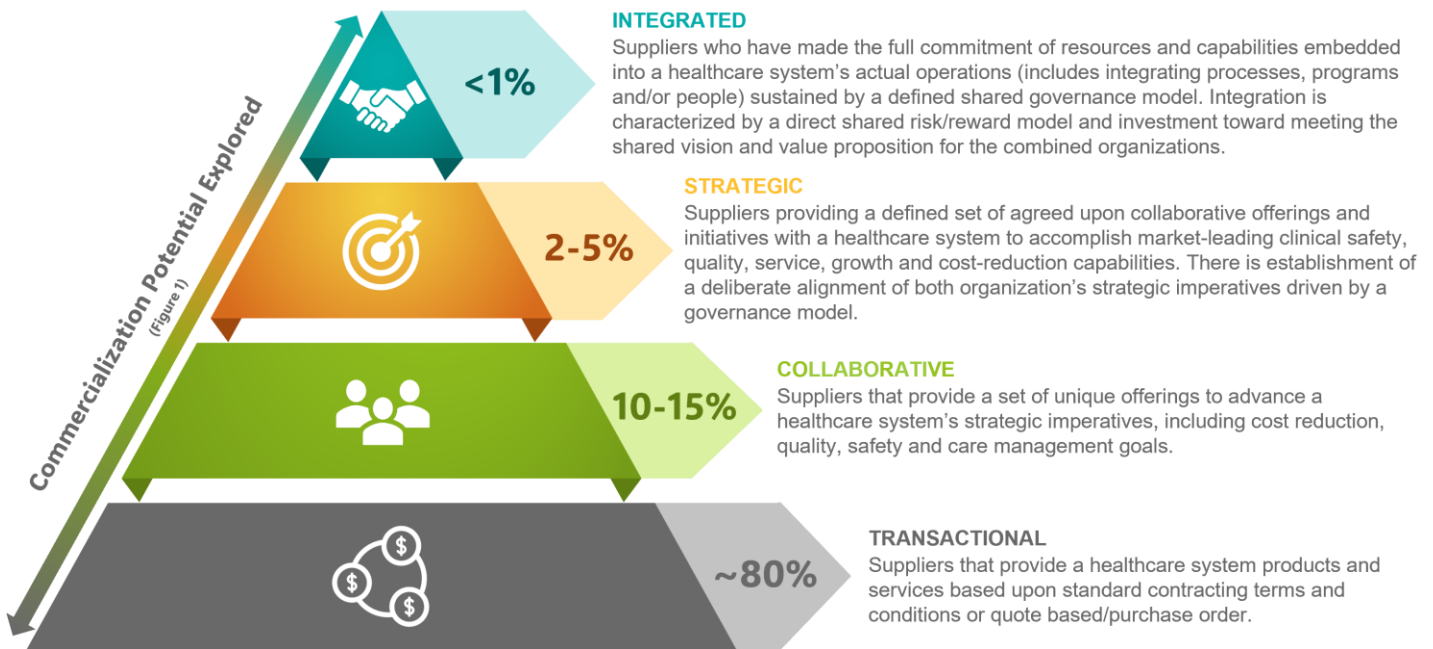 Commercialization Potential Explored
(Figure 1)
<1%
INTEGRATED
Suppliers who have made the full commitment of resources and capabilities embedded
into a healthcare system's actual operations (includes integrating processes, programs
and/or people) sustained by a defined shared governance model. Integration is
characterized by a direct shared risk/reward model and investment toward meeting the
shared vision and value proposition for the combined organizations.
2-5%
STRATEGIC
Suppliers providing a defined set of agreed upon collaborative offerings and
initiatives with a healthcare system to accomplish market-leading clinical safety,
quality, service, growth and cost-reduction capabilities. There is establishment of
a deliberate alignment of both organization's strategic imperatives driven by a
governance model.
10-15%
COLLABORATIVE
Suppliers that provide a set of unique offerings to advance a
healthcare system's strategic imperatives, including cost reduction,
quality, safety and care management goals.
$
$
$
~80%
TRANSACTIONAL
Suppliers that provide a healthcare system products and
services based upon standard contracting terms and
conditions or quote based/purchase order.